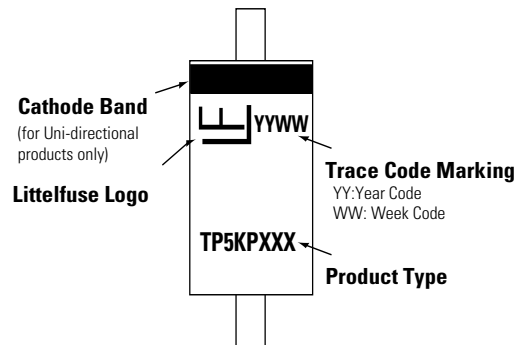 Cathode Band
(for Uni-directional
products only)
Littelfuse Logo
YYWW
Trace Code Marking
YY:Year Code
WW: Week Code
TP5KPXXX
Product Type